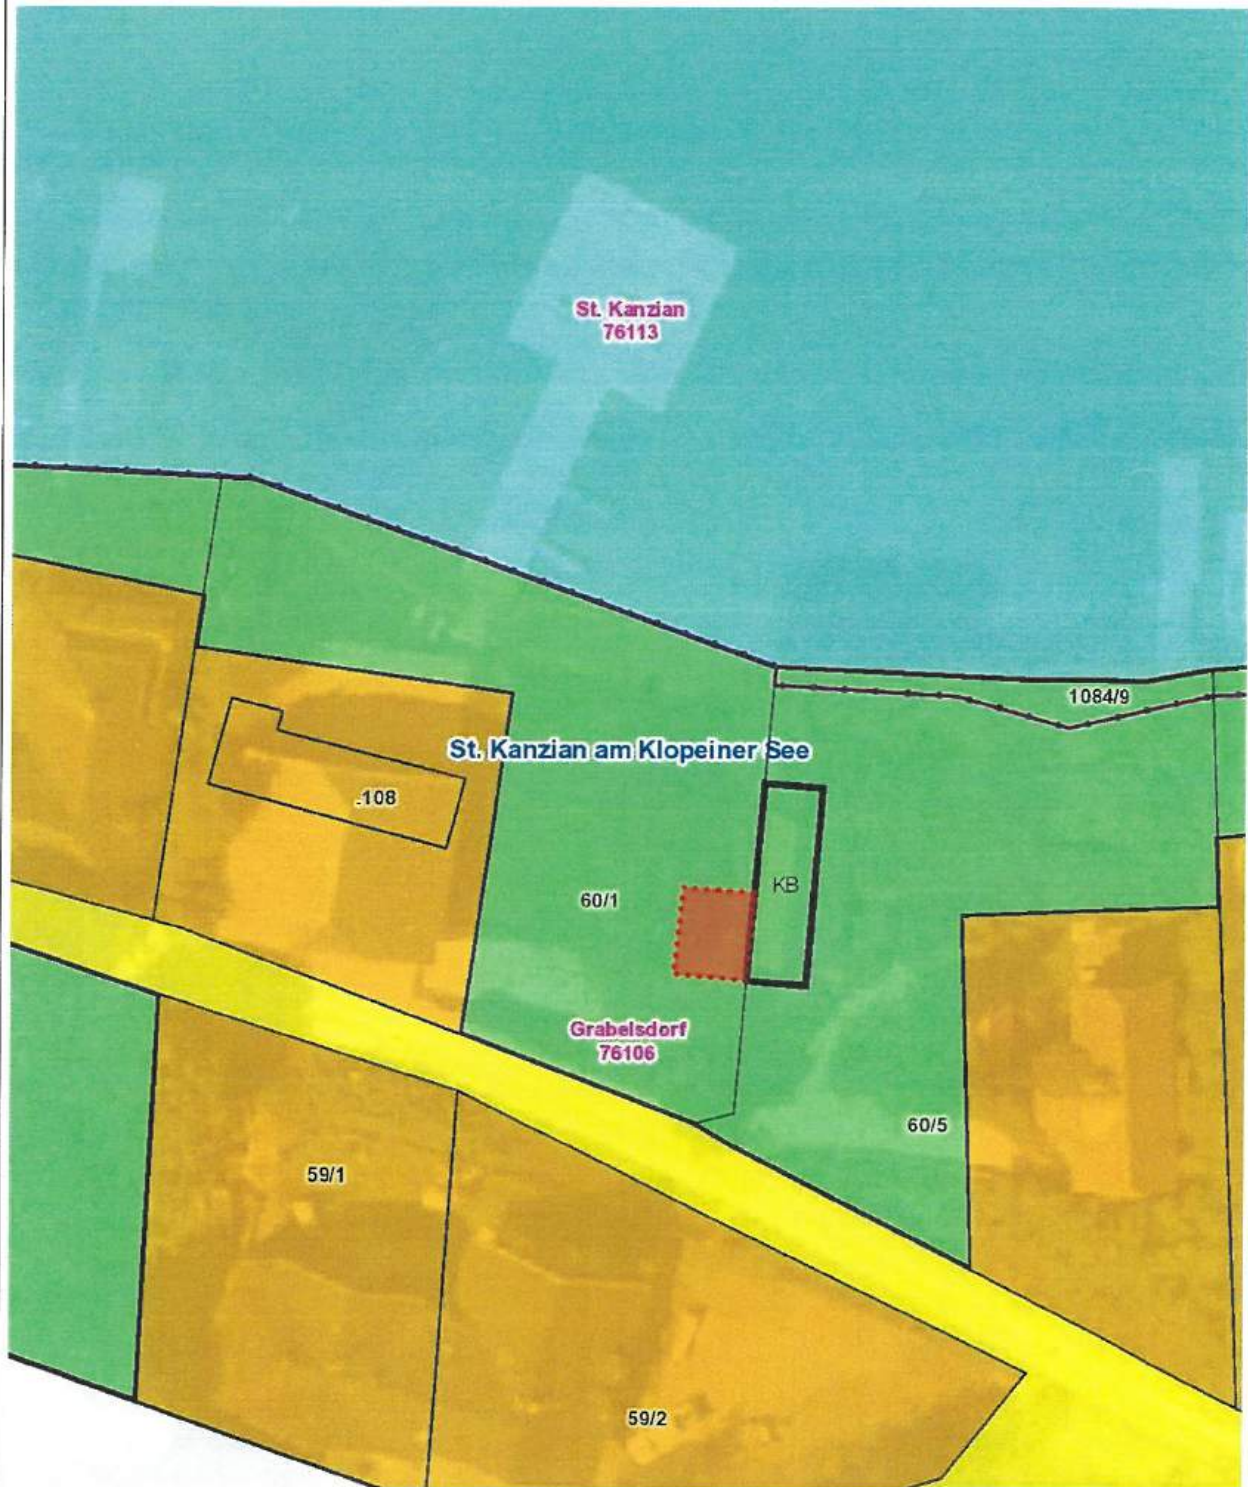 St. Kanzian
76113
1084/9
St. Kanzian am Klopeiner See
.108
KB
60/1
Grabelsdorf
76106
60/5
59/1
59/2